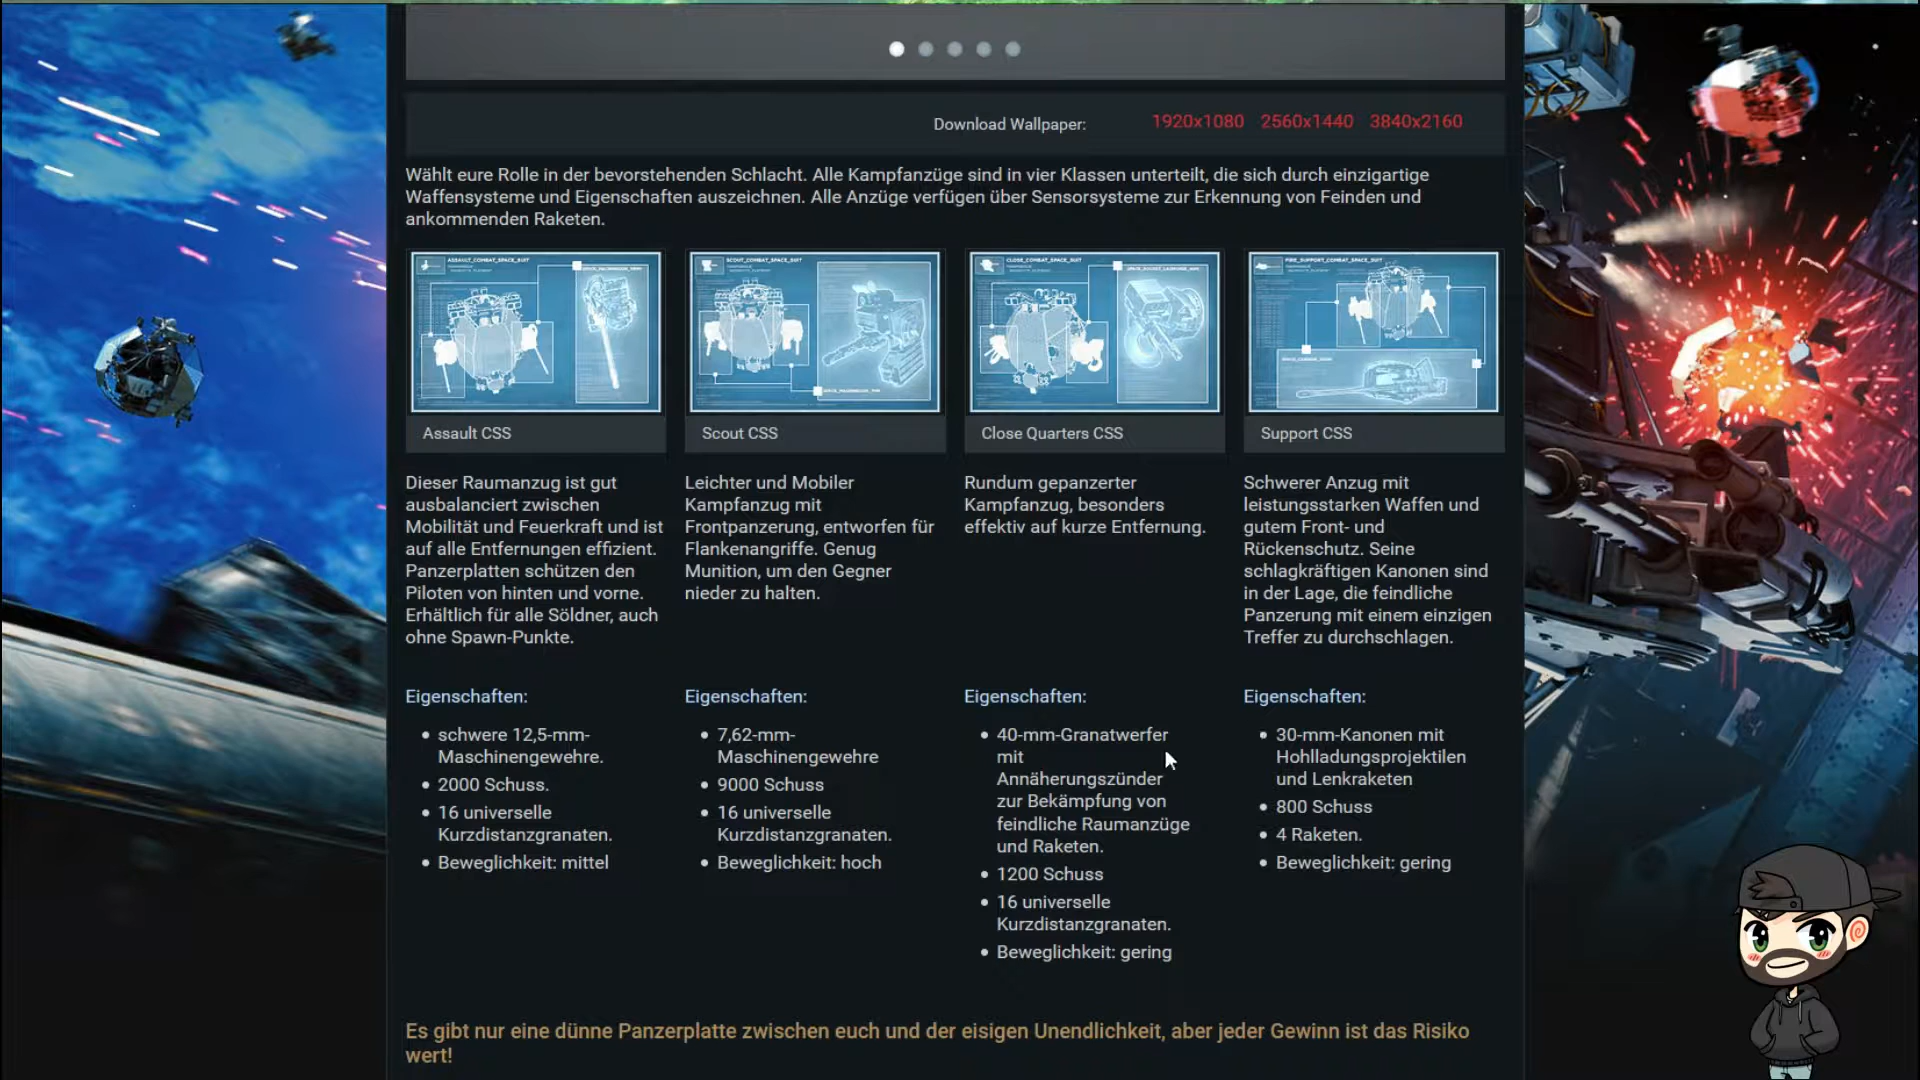 Download Wallpaper: 1920x1080 2560x1440 3840x2160
Wählt eure Rolle in der bevorstehenden Schlacht. Alle Kampfanzüge sind in vier Klassen unterteilt, die sich durch einzigartige
Waffensysteme und Eigenschaften auszeichnen. Alle Anzüge verfügen über Sensorsysteme zur Erkennung von Feinden und
ankommenden Raketen.
ASSAULT_COMBAT_SPACE_SUIT
Assault CSS
Dieser Raumanzug ist gut
ausbalanciert zwischen
Mobilität und Feuerkraft und ist
auf alle Entfernungen effizient.
Panzerplatten schützen den
Piloten von hinten und vorne.
Erhältlich für alle Söldner, auch
ohne Spawn-Punkte.
Eigenschaften:
schwere 12,5-mm-
Maschinengewehre.
2000 Schuss.
16 universelle
Kurzdistanzgranaten.
Beweglichkeit: mittel
SCOUT_COMBAT_SPACE_SUIT
Scout CSS
Leichter und Mobiler
Kampfanzug mit
Frontpanzerung, entworfen für
Flankenangriffe. Genug
Munition, um den Gegner
nieder zu halten.
Eigenschaften:
7,62-mm-
Maschinengewehre
9000 Schuss
16 universelle
Kurzdistanzgranaten.
Beweglichkeit: hoch
CLOSE_COMBAT_SPACE_SUIT
Close Quarters CSS
Rundum gepanzerter
Kampfanzug, besonders
effektiv auf kurze Entfernung.
Eigenschaften:
40-mm-Granatwerfer
mit
Annäherungszünder
zur Bekämpfung von
feindliche Raumanzüge
und Raketen.
1200 Schuss
16 universelle
Kurzdistanzgranaten.
Beweglichkeit: gering
FIRE_SUPPORT_COMBAT_SPACE_SUIT
Support CSS
Schwerer Anzug mit
leistungsstarken Waffen und
gutem Front- und
Rückenschutz. Seine
schlagkräftigen Kanonen sind
in der Lage, die feindliche
Panzerung mit einem einzigen
Treffer zu durchschlagen.
Eigenschaften:
30-mm-Kanonen mit
Hohlladungsprojektilen
und Lenkraketen
800 Schuss
4 Raketen.
Beweglichkeit: gering
Es gibt nur eine dünne Panzerplatte zwischen euch und der eisigen Unendlichkeit, aber jeder Gewinn ist das Risiko
wert!